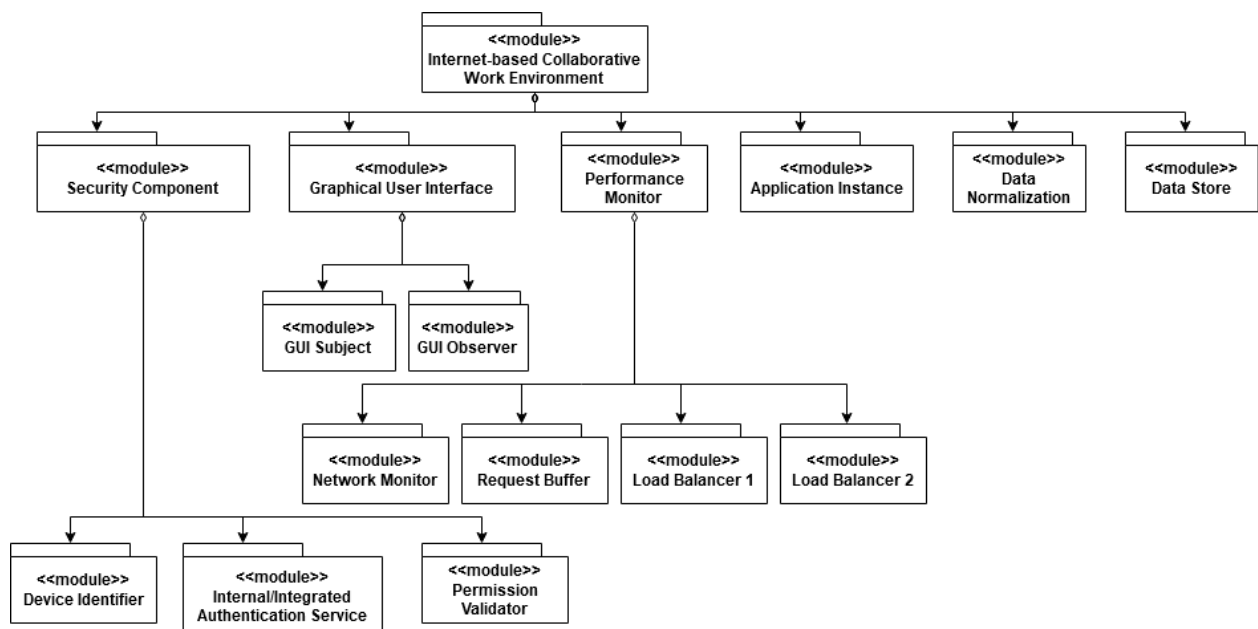 <<module>>
Internet-based Collaborative
Work Environment
<<module>>
Security Component
<<module>>
Graphical User Interface
<<module>>
Performance
Monitor
<<module>>
Application Instance
<<module>>
Data
Normalization
<<module>>
Data Store
<<module>>
GUI Subject
<<module>>
GUI Observer
<<module>>
Network Monitor
<<module>>
Request Buffer
<<module>>
Load Balancer 1
<<module>>
Load Balancer 2
<<module>>
Device Identifier
<<module>>
Internal/Integrated
Authentication Service
<<module>>
Permission
Validator